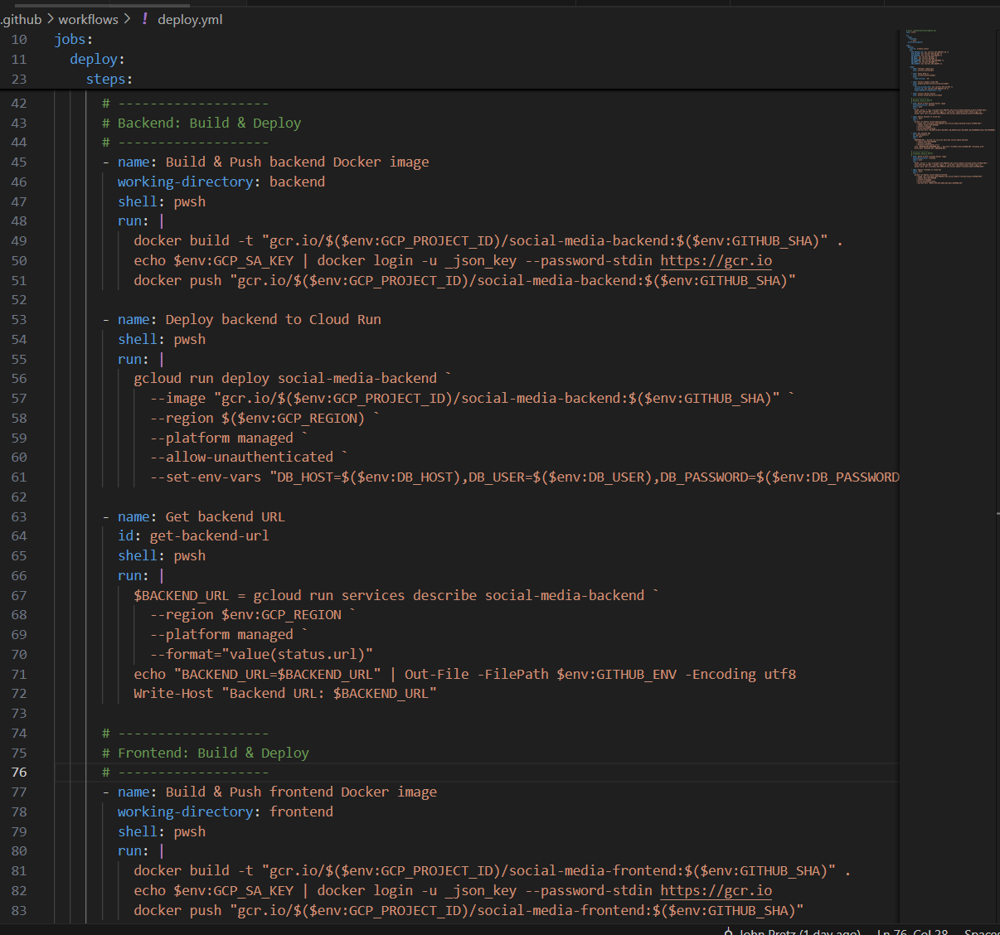 .github > workflows > ! deploy.yml
10 jobs:
11 deploy:
23 steps:
42 # -------------------
43 # Backend: Build & Deploy
44 # -------------------
45 - name: Build & Push backend Docker image
46 working-directory: backend
47 shell: pwsh
48 run: |
49 docker build -t "gcr.io/$($env:GCP_PROJECT_ID)/social-media-backend:$($env:GITHUB_SHA)" .
50 echo $env:GCP_SA_KEY | docker login -u _json_key --password-stdin https://gcr.io
51 docker push "gcr.io/$($env:GCP_PROJECT_ID)/social-media-backend:$($env:GITHUB_SHA)"
52
53 - name: Deploy backend to Cloud Run
54 shell: pwsh
55 run: |
56 gcloud run deploy social-media-backend `
57 --image "gcr.io/$($env:GCP_PROJECT_ID)/social-media-backend:$($env:GITHUB_SHA)" `
58 --region $($env:GCP_REGION) `
59 --platform managed `
60 --allow-unauthenticated `
61 --set-env-vars "DB_HOST=$($env:DB_HOST),DB_USER=$($env:DB_USER),DB_PASSWORD=$($env:DB_PASSWORD
62
63 - name: Get backend URL
64 id: get-backend-url
65 shell: pwsh
66 run: |
67 $BACKEND_URL = gcloud run services describe social-media-backend `
68 --region $env:GCP_REGION `
69 --platform managed `
70 --format="value(status.url)"
71 echo "BACKEND_URL=$BACKEND_URL" | Out-File -FilePath $env:GITHUB_ENV -Encoding utf8
72 Write-Host "Backend URL: $BACKEND_URL"
73
74 # -------------------
75 # Frontend: Build & Deploy
76 # -------------------
77 - name: Build & Push frontend Docker image
78 working-directory: frontend
79 shell: pwsh
80 run: |
81 docker build -t "gcr.io/$($env:GCP_PROJECT_ID)/social-media-frontend:$($env:GITHUB_SHA)" .
82 echo $env:GCP_SA_KEY | docker login -u _json_key --password-stdin https://gcr.io
83 docker push "gcr.io/$($env:GCP_PROJECT_ID)/social-media-frontend:$($env:GITHUB_SHA)"
John Pretz (1 day ago) Ln 76, Col 28 Spaces